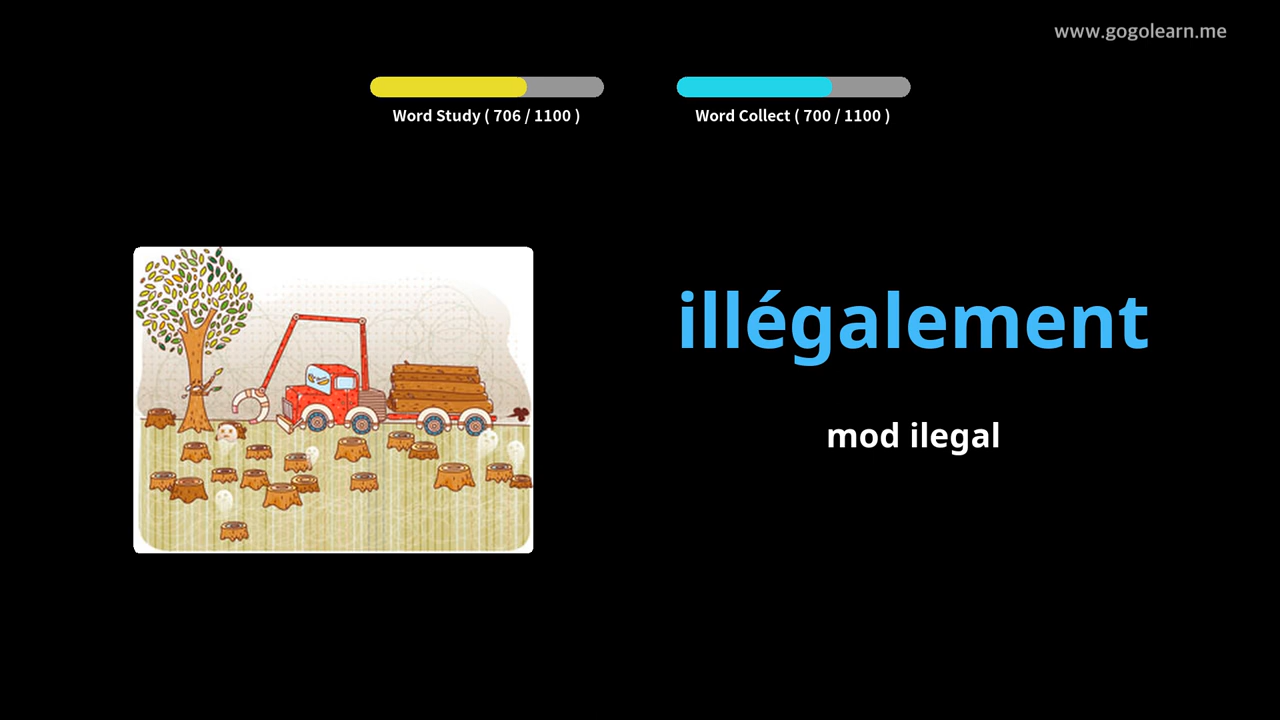 www.gogolearn.me
Word Study ( 706 / 1100 )
Word Collect ( 700 / 1100 )
illégalement
mod ilegal